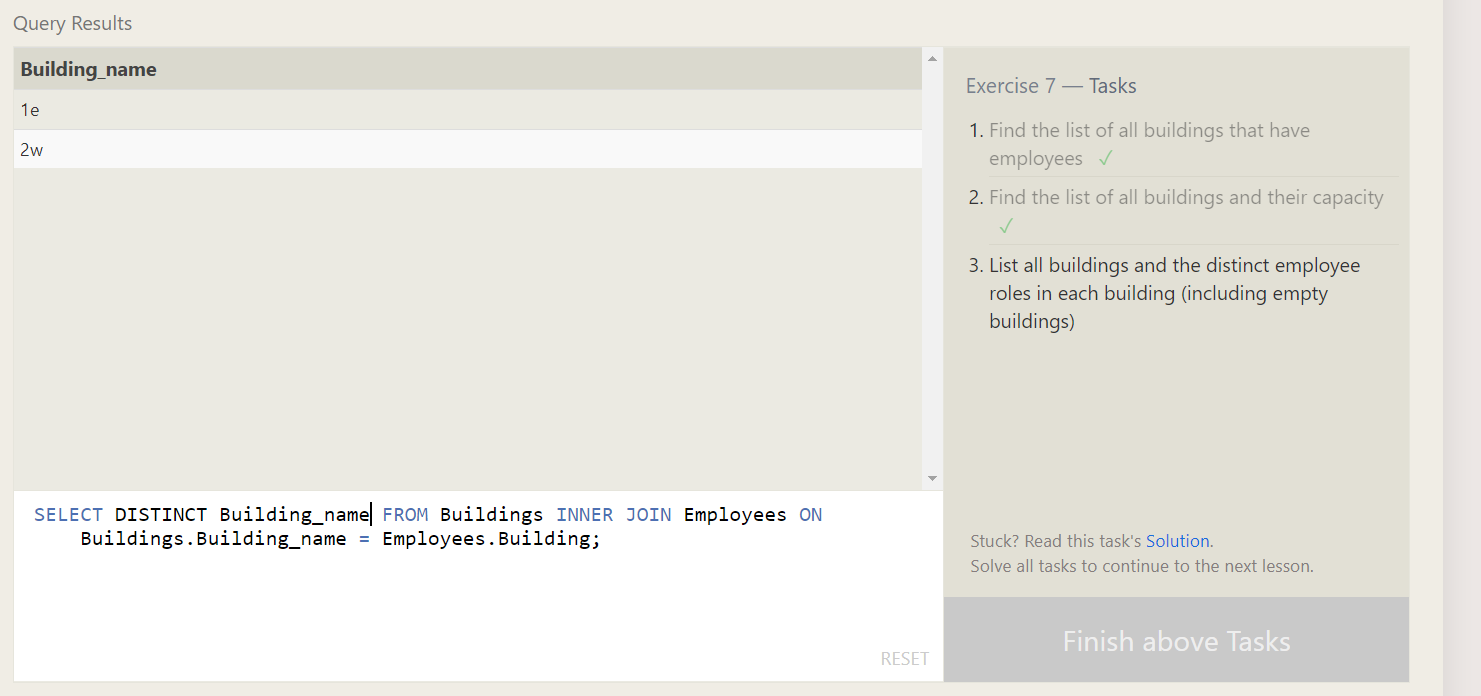 Query Results
Building_name
1e
2w
SELECT DISTINCT Building_name FROM Buildings INNER JOIN Employees ON
Buildings.Building_name = Employees.Building;
RESET
Exercise 7 — Tasks
1. Find the list of all buildings that have
employees ✓
2. Find the list of all buildings and their capacity
✓
3. List all buildings and the distinct employee
roles in each building (including empty
buildings)
Stuck? Read this task's Solution.
Solve all tasks to continue to the next lesson.
Finish above Tasks